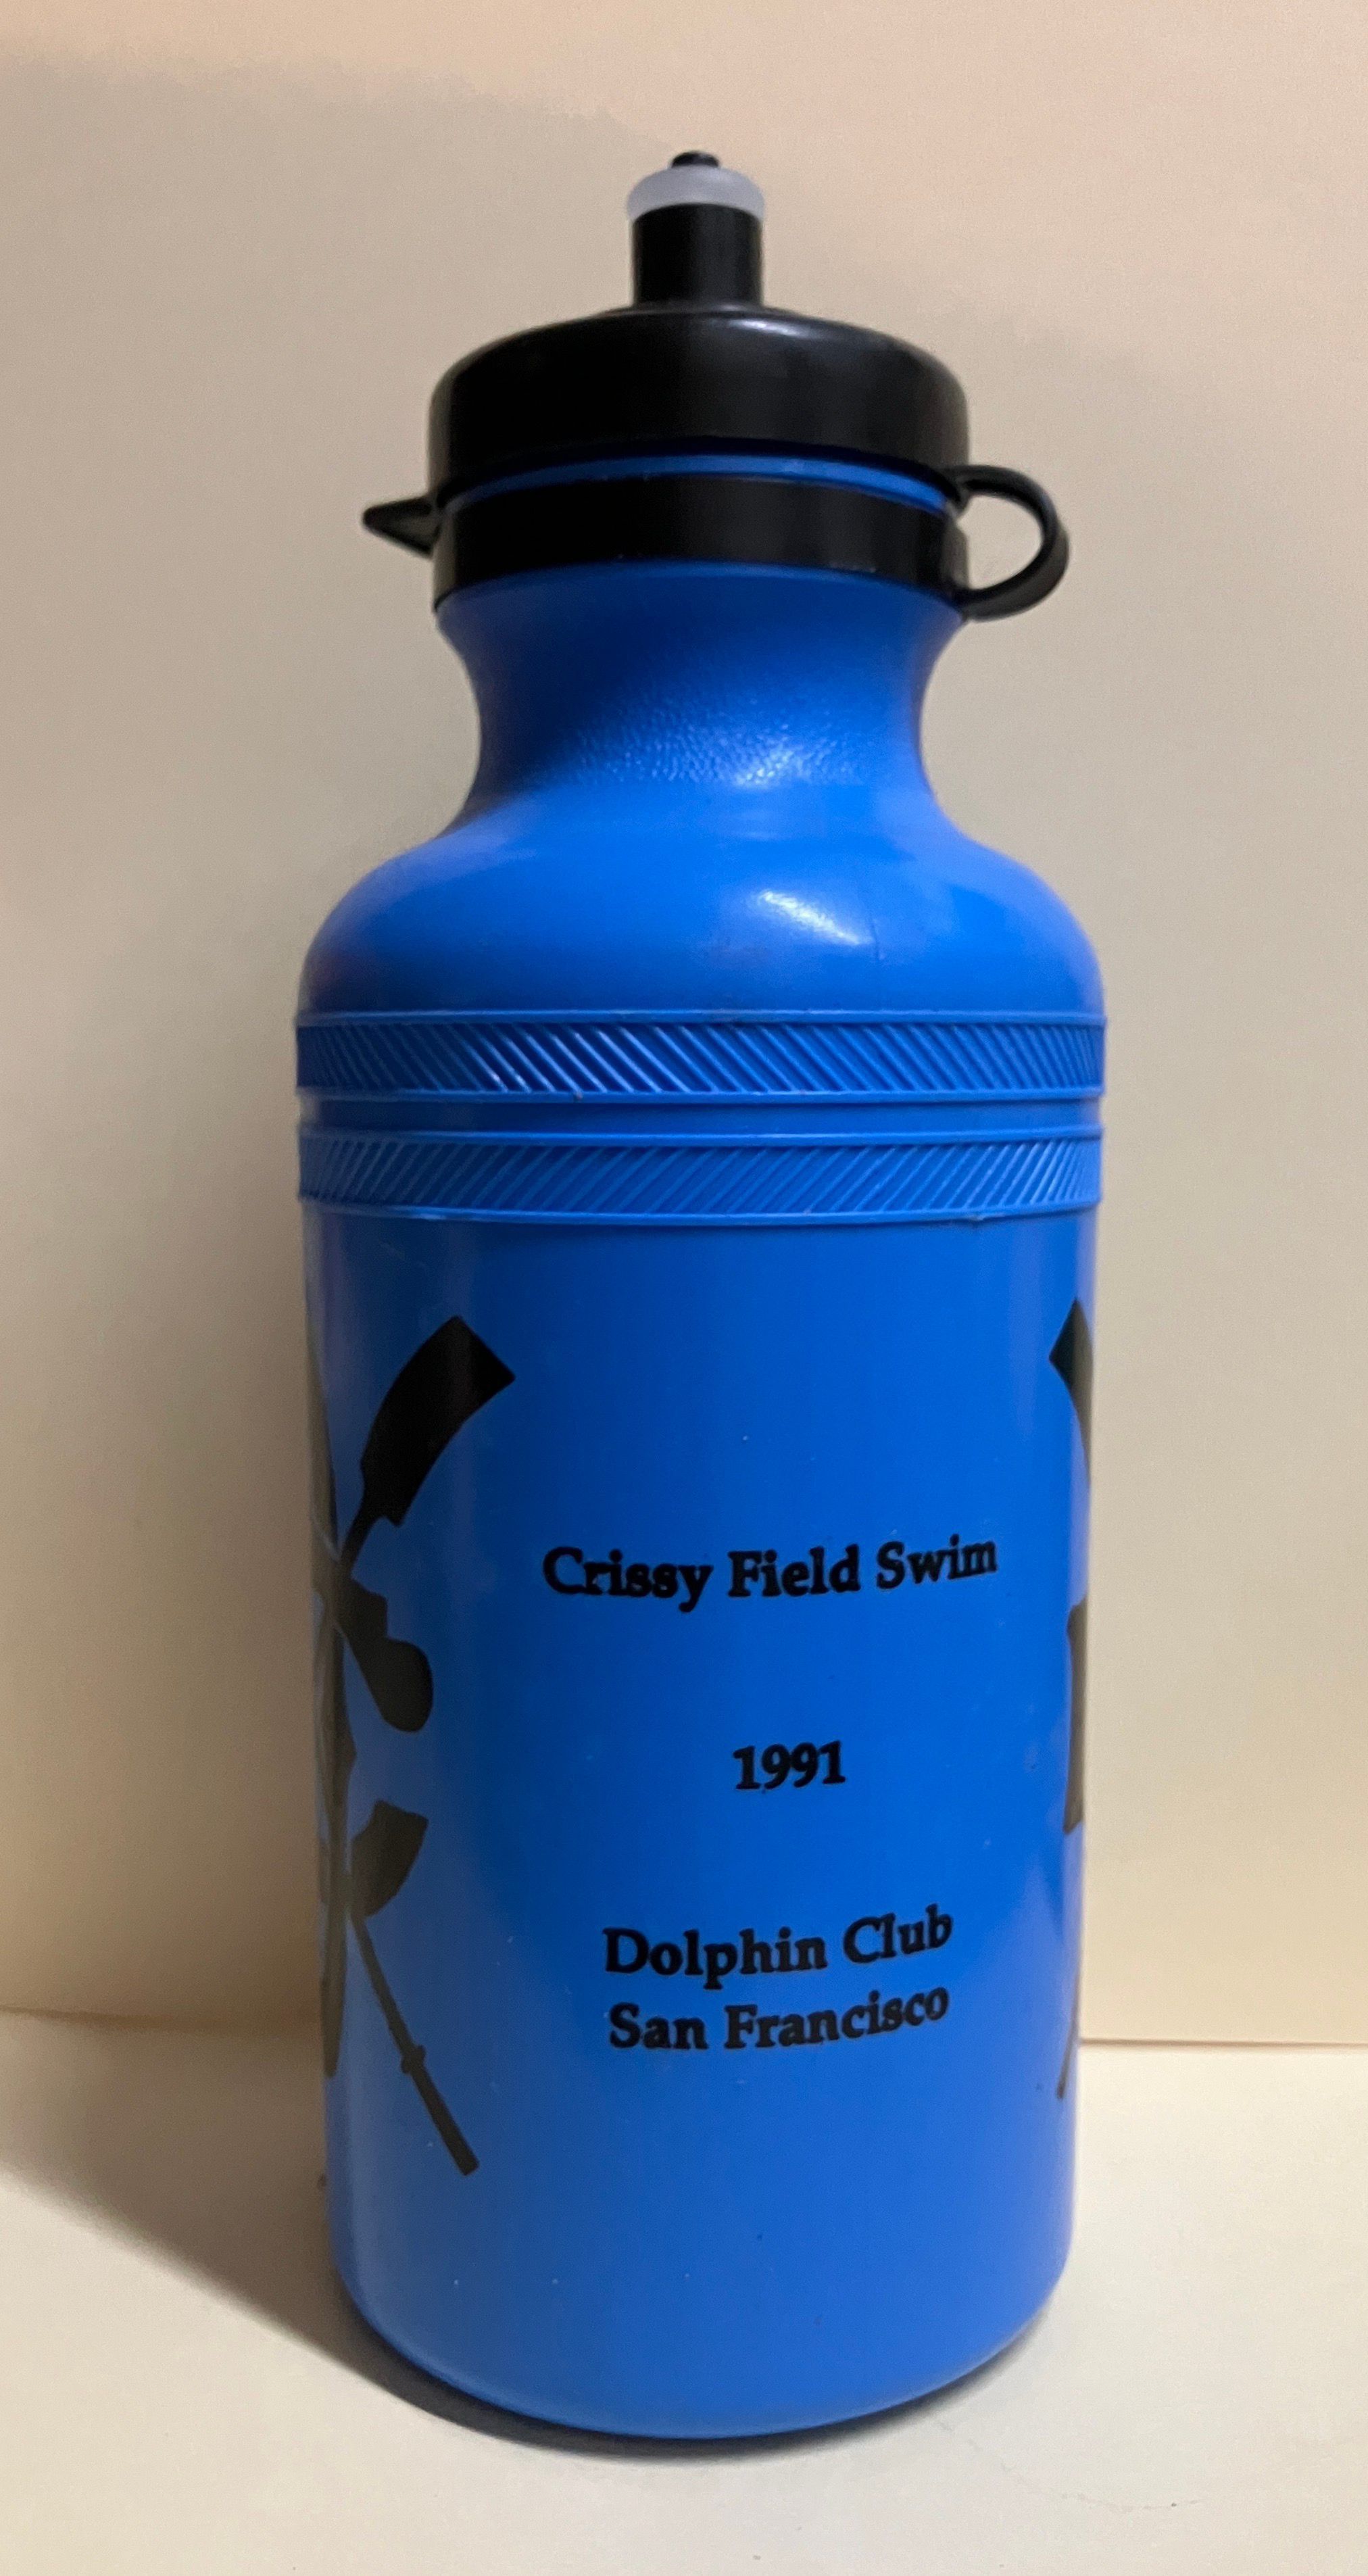 Crissy Field Swim
1991
Dolphin Club
San Francisco